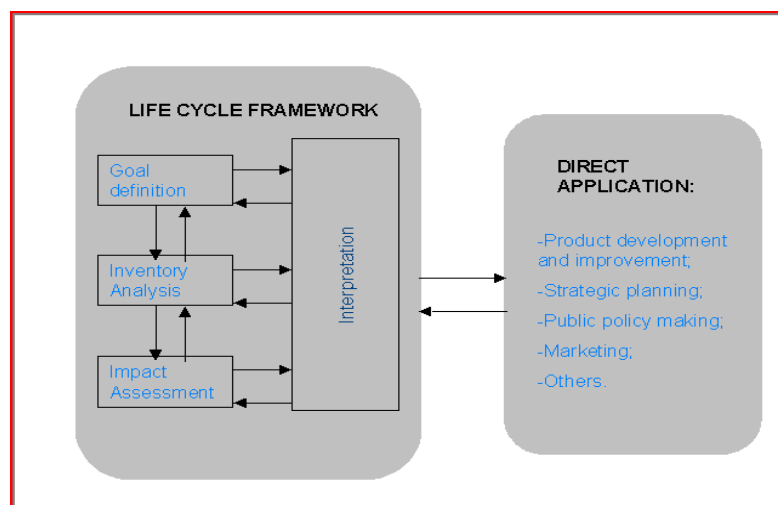 LIFE CYCLE FRAMEWORK
Goal
definition
Inventory
Analysis
Impact
Assessment
Interpretation
DIRECT
APPLICATION:
-Product development
and improvement;
-Strategic planning;
-Public policy making;
-Marketing;
-Others.